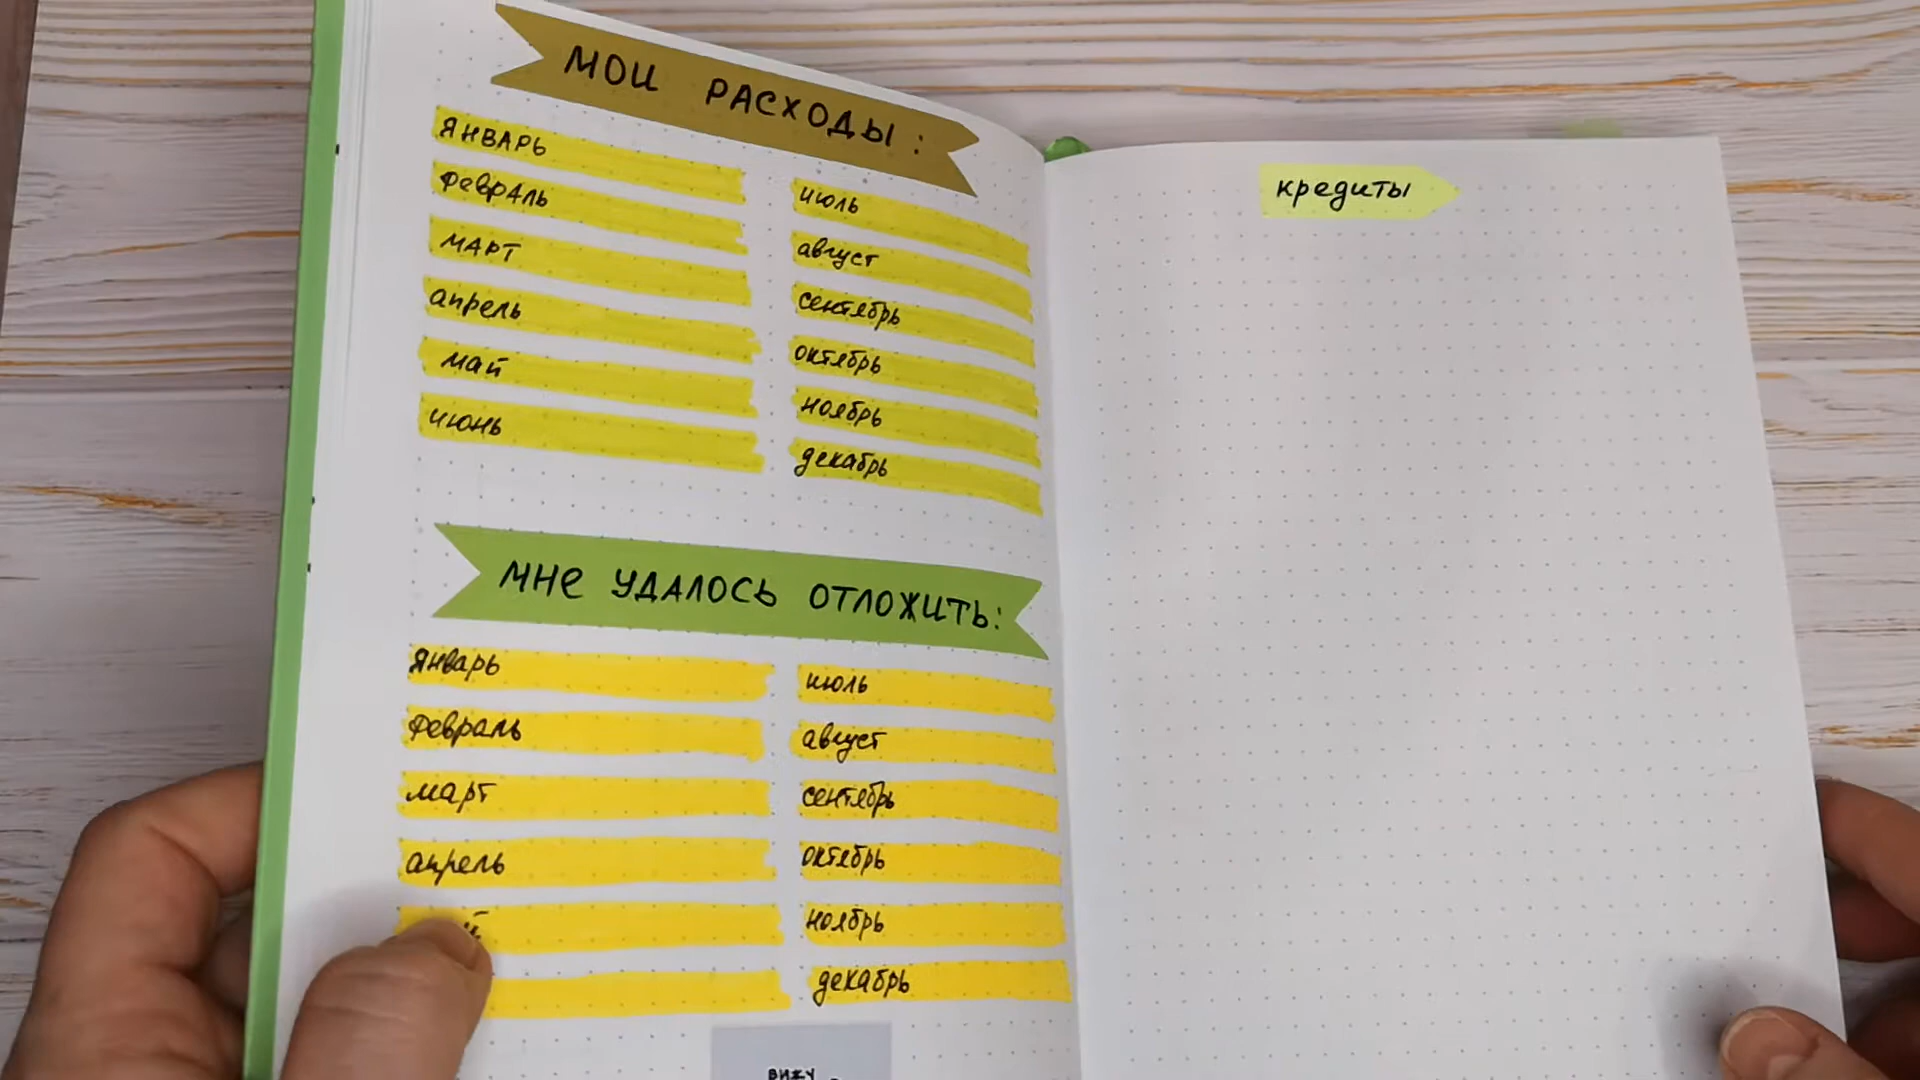 МОИ РАСХОДЫ:
ЯНВАРЬ
ФевРАЛЬ
МАРТ
апрель
май
июнь
июль
август
сентябрь
октябрь
ноябрь
декабрь
МНе УДАЛОСЬ ОТЛОЖИТЬ:
Январь
Февраль
март
апрель
июль
август
сентябрь
октябрь
ноябрь
декабрь
ВИЖУ
кредиты